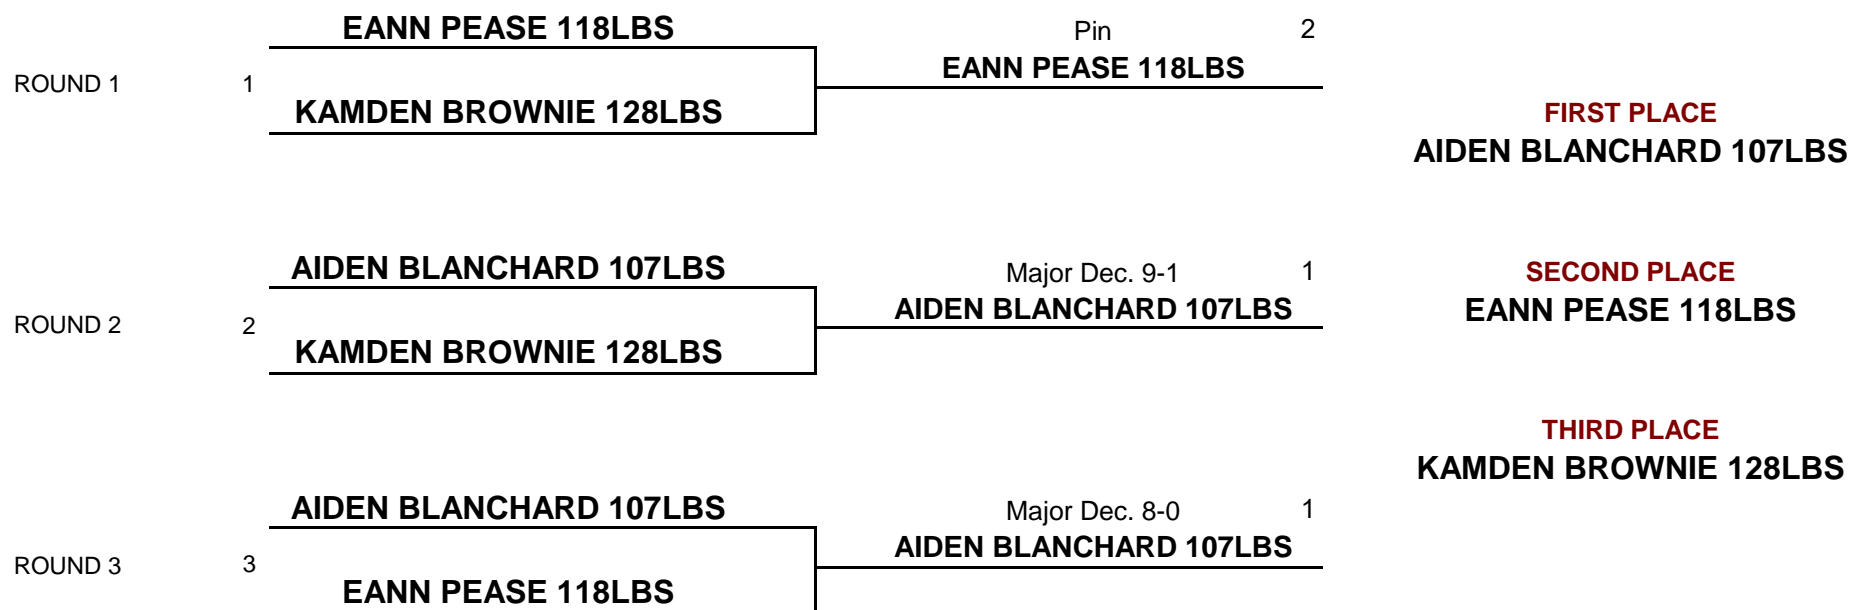 EANN PEASE 118LBS
Pin 2
EANN PEASE 118LBS
ROUND 1 1
KAMDEN BROWNIE 128LBS
FIRST PLACE
AIDEN BLANCHARD 107LBS
AIDEN BLANCHARD 107LBS
Major Dec. 9-1 1
AIDEN BLANCHARD 107LBS
SECOND PLACE
EANN PEASE 118LBS
ROUND 2 2
KAMDEN BROWNIE 128LBS
THIRD PLACE
KAMDEN BROWNIE 128LBS
AIDEN BLANCHARD 107LBS
Major Dec. 8-0 1
AIDEN BLANCHARD 107LBS
ROUND 3 3
EANN PEASE 118LBS